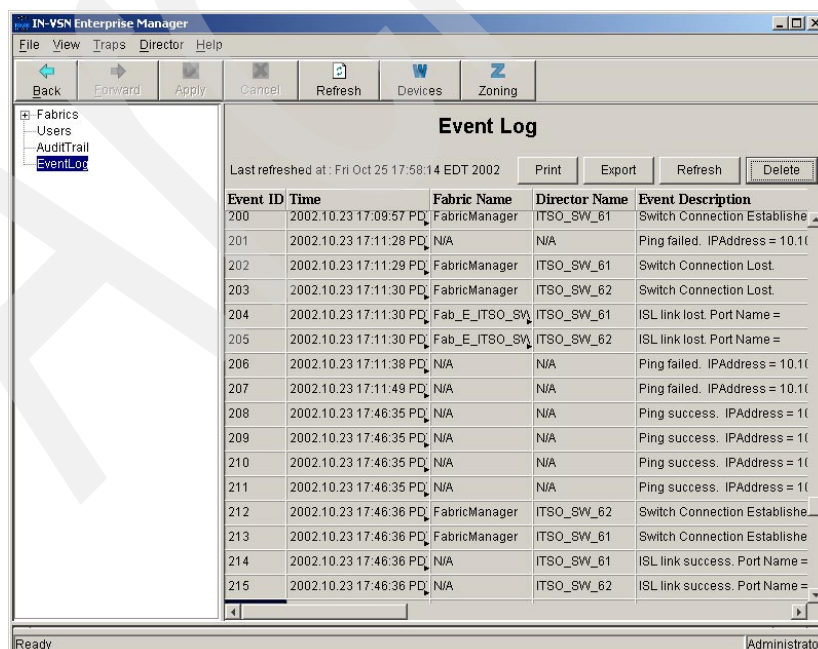 IN-VSN Enterprise Manager
File View Traps Director Help
Back Forward Apply Cancel Refresh Devices Zoning
Fabrics
Users
AuditTrail
EventLog
Event Log
Last refreshed at : Fri Oct 25 17:58:14 EDT 2002 Print Export Refresh Delete
Event ID Time Fabric Name Director Name Event Description
200 2002.10.23 17:09:57 PD FabricManager ITSO_SW_61 Switch Connection Establishe
201 2002.10.23 17:11:28 PD N/A N/A Ping failed. IPAddress = 10.10
202 2002.10.23 17:11:29 PD FabricManager ITSO_SW_61 Switch Connection Lost.
203 2002.10.23 17:11:30 PD FabricManager ITSO_SW_62 Switch Connection Lost.
204 2002.10.23 17:11:30 PD Fab_E_ITSO_SW ITSO_SW_61 ISL link lost. Port Name =
205 2002.10.23 17:11:30 PD Fab_E_ITSO_SW ITSO_SW_62 ISL link lost. Port Name =
206 2002.10.23 17:11:38 PD N/A N/A Ping failed. IPAddress = 10.10
207 2002.10.23 17:11:49 PD N/A N/A Ping failed. IPAddress = 10.10
208 2002.10.23 17:46:35 PD N/A N/A Ping success. IPAddress = 10
209 2002.10.23 17:46:35 PD N/A N/A Ping success. IPAddress = 10
210 2002.10.23 17:46:35 PD N/A N/A Ping success. IPAddress = 10
211 2002.10.23 17:46:35 PD N/A N/A Ping success. IPAddress = 10
212 2002.10.23 17:46:36 PD FabricManager ITSO_SW_62 Switch Connection Establishe
213 2002.10.23 17:46:36 PD FabricManager ITSO_SW_61 Switch Connection Establishe
214 2002.10.23 17:46:36 PD N/A ITSO_SW_61 ISL link success. Port Name =
215 2002.10.23 17:46:36 PD N/A ITSO_SW_62 ISL link success. Port Name =
Ready Administrato